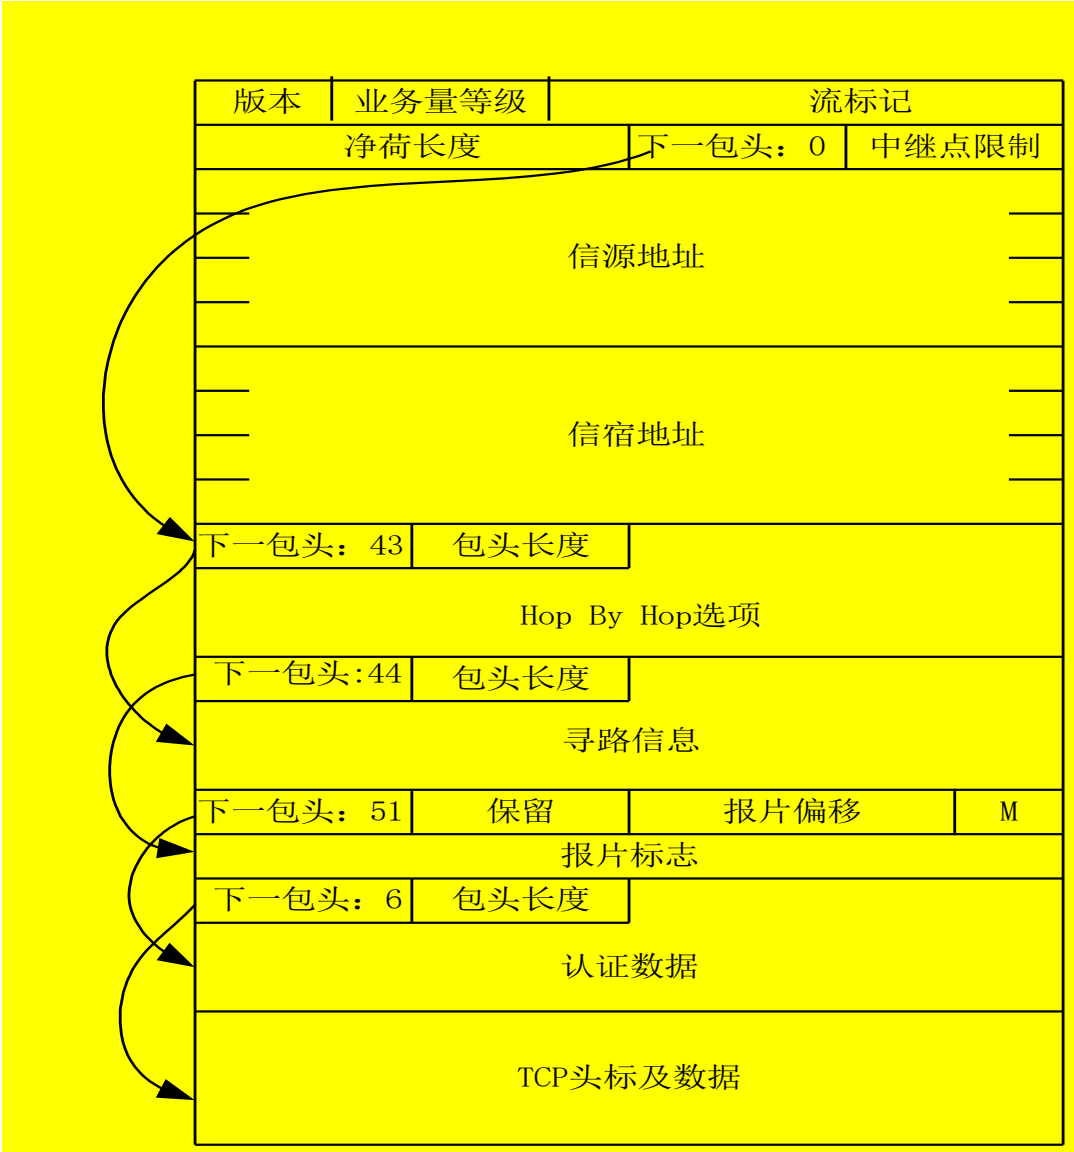 版本 业务量等级 流标记
净荷长度 下一包头：0 中继点限制
信源地址
信宿地址
下一包头：43 包头长度
Hop By Hop选项
下一包头:44 包头长度
寻路信息
下一包头：51 保留 报片偏移 M
报片标志
下一包头：6 包头长度
认证数据
TCP头标及数据